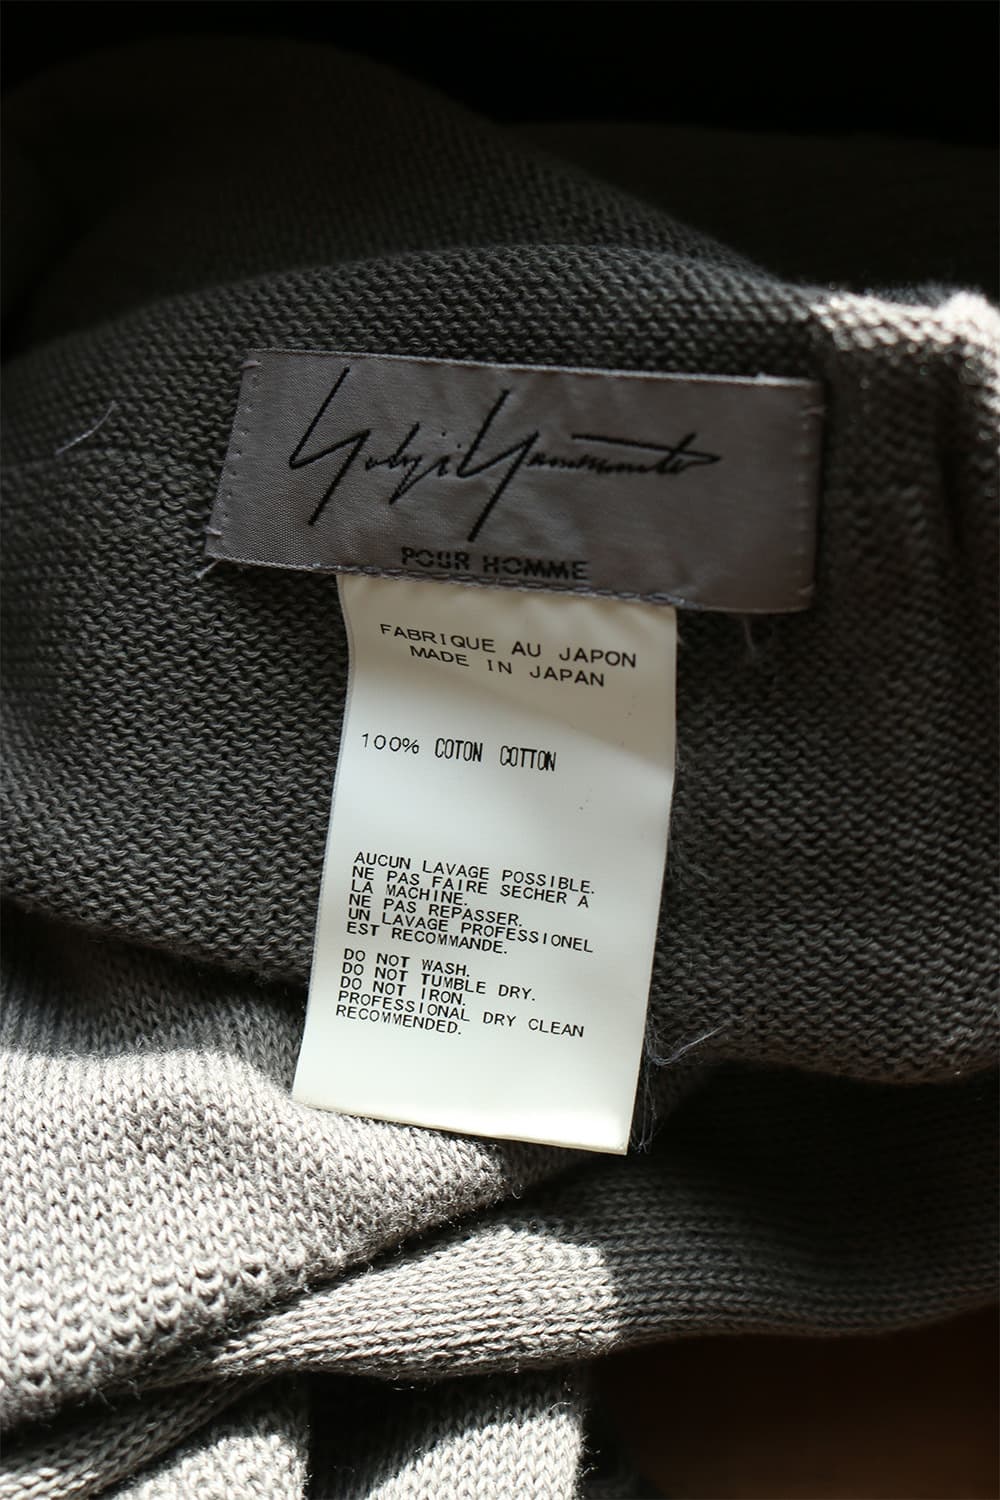 Yohji Yamamoto
POUR HOMME
FABRIQUE AU JAPON
MADE IN JAPAN
100% COTON COTTON
AUCUN LAVAGE POSSIBLE.
NE PAS FAIRE SECHER A
LA MACHINE.
NE PAS REPASSER.
UN LAVAGE PROFESSIONEL
EST RECOMMANDE.
DO NOT WASH.
DO NOT TUMBLE DRY.
DO NOT IRON.
PROFESSIONAL DRY CLEAN
RECOMMENDED.